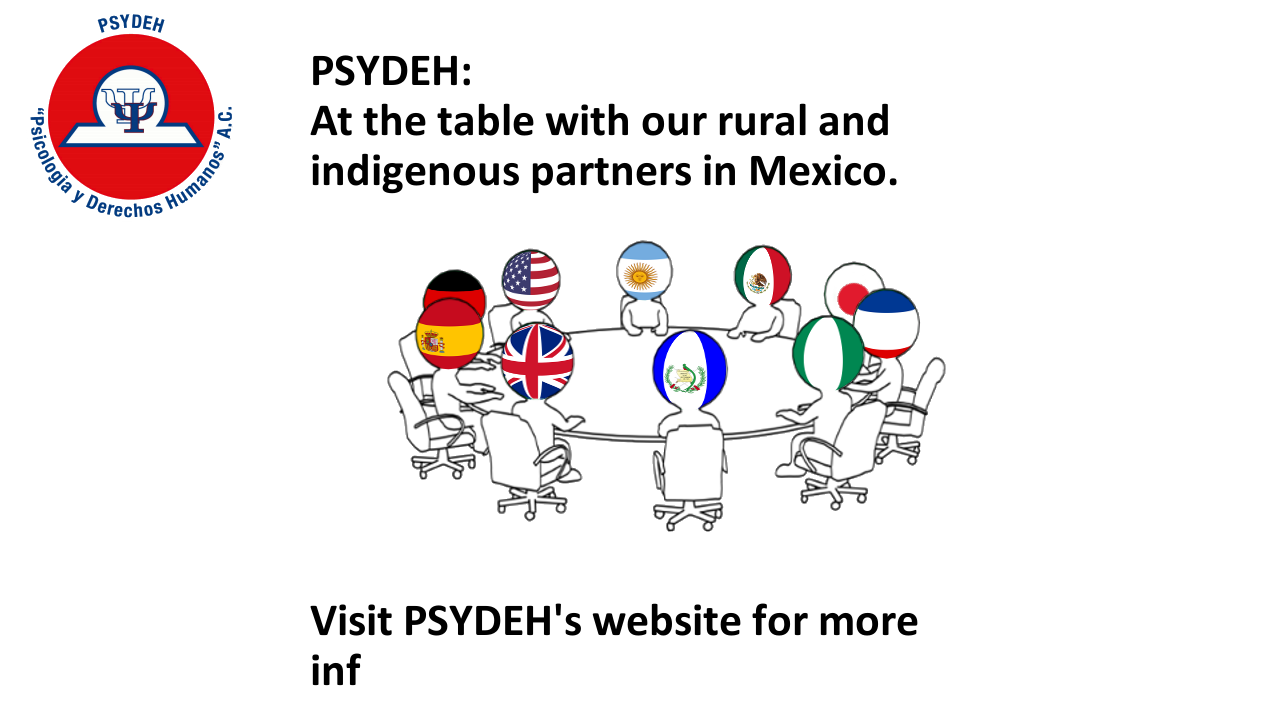 PSYDEH
"Psicología y Derechos Humanos" A.C.
PSYDEH:
At the table with our rural and
indigenous partners in Mexico.
Visit PSYDEH's website for more
inf